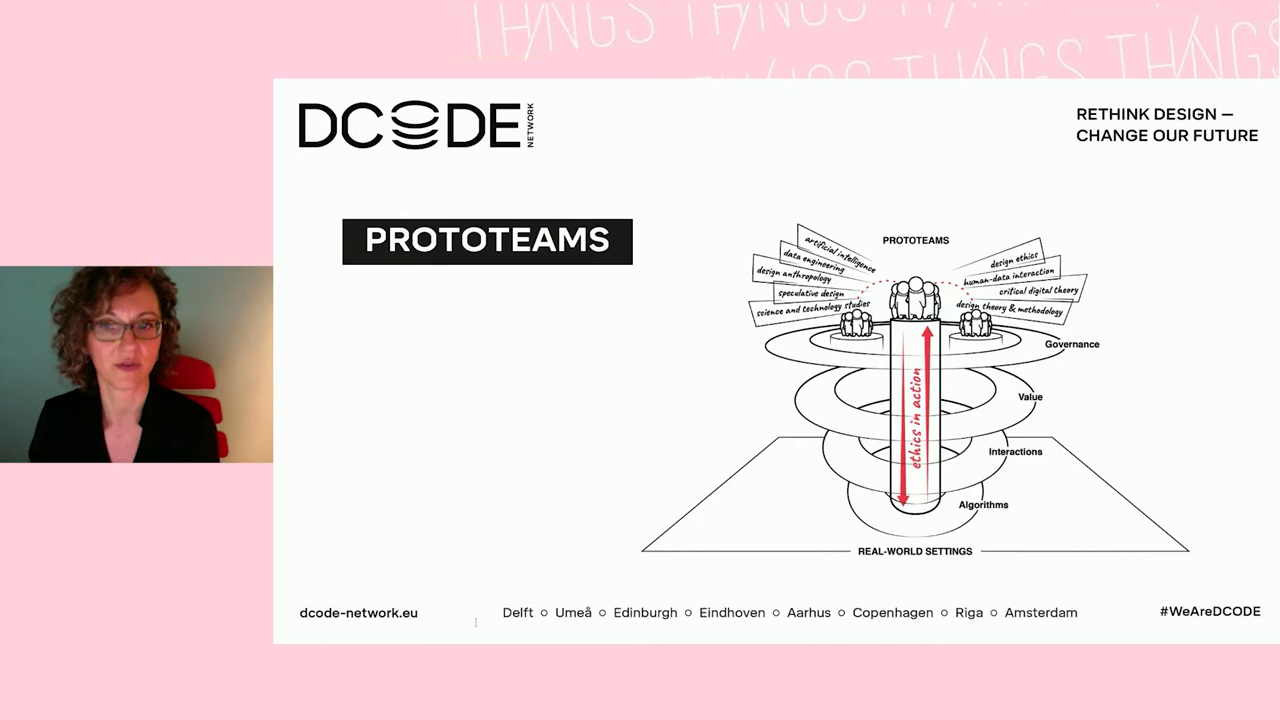 THINGS THINGS THINGS
THINGS THINGS THINGS
DCODE
NETWORK
RETHINK DESIGN —
CHANGE OUR FUTURE
PROTOTEAMS
PROTOTEAMS
artificial intelligence
data engineering
design anthropology
speculative design
science and technology studies
design ethics
human-data interaction
critical digital theory
design theory & methodology
Governance
Value
Interactions
Algorithms
ethics in action
REAL-WORLD SETTINGS
dcode-network.eu
Delft o Umeå o Edinburgh o Eindhoven o Aarhus o Copenhagen o Riga o Amsterdam
#WeAreDCODE